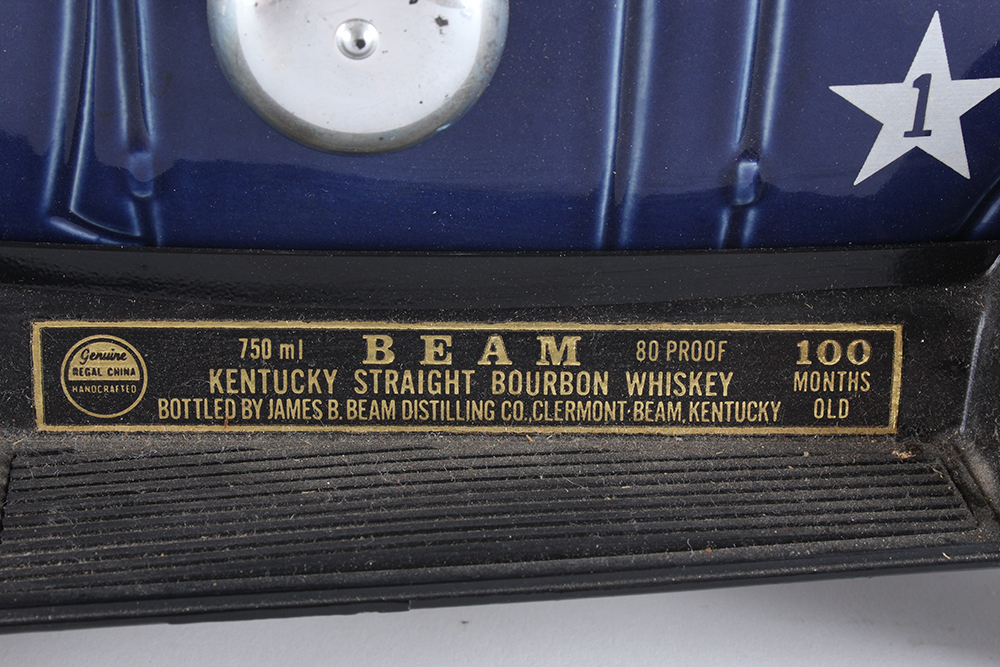 1
Genuine
REGAL CHINA
HANDCRAFTED
750 ml BEAM 80 PROOF
KENTUCKY STRAIGHT BOURBON WHISKEY
BOTTLED BY JAMES B. BEAM DISTILLING CO., CLERMONT·BEAM, KENTUCKY
100
MONTHS
OLD